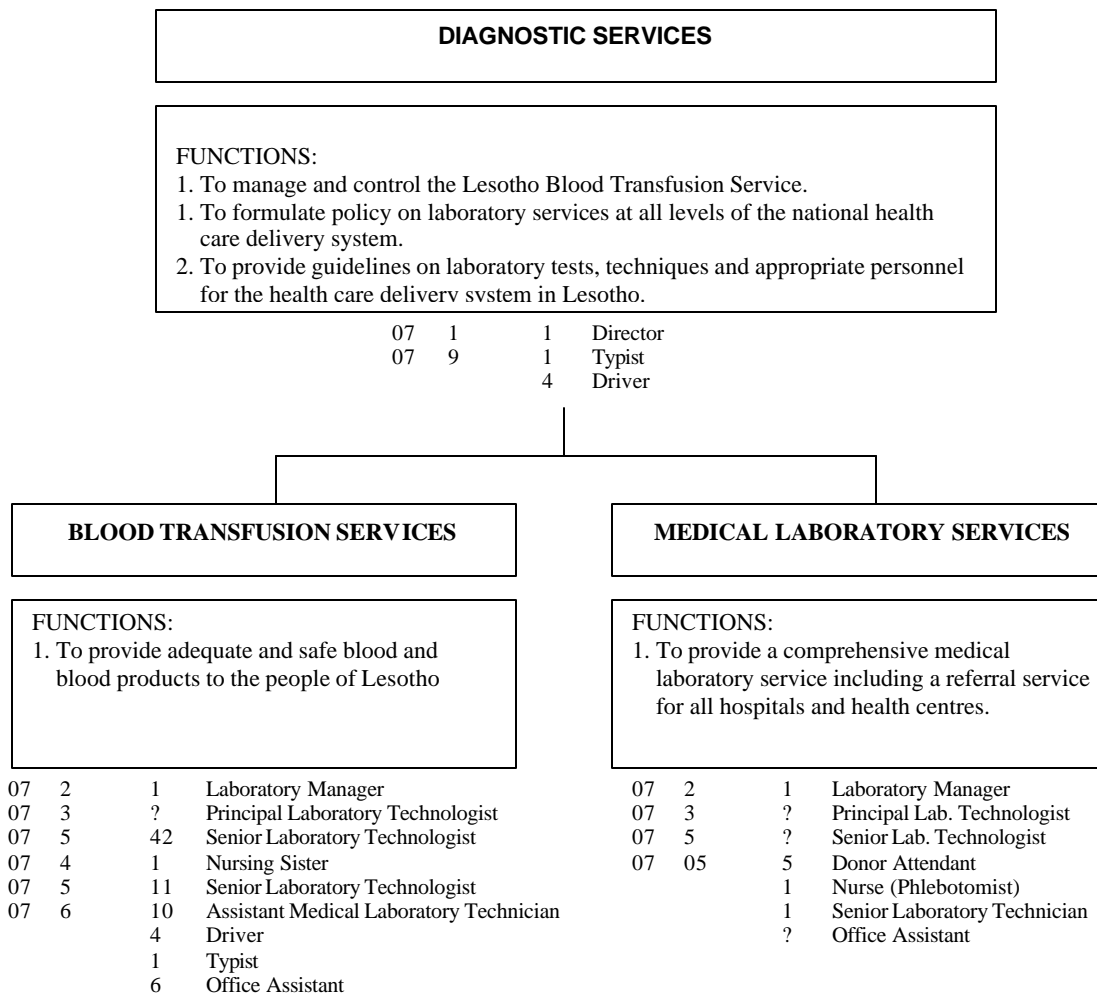 DIAGNOSTIC SERVICES
FUNCTIONS:
1. To manage and control the Lesotho Blood Transfusion Service.
1. To formulate policy on laboratory services at all levels of the national health
care delivery system.
2. To provide guidelines on laboratory tests, techniques and appropriate personnel
for the health care delivery system in Lesotho.
07 1 1 Director
07 9 1 Typist
4 Driver
BLOOD TRANSFUSION SERVICES
FUNCTIONS:
1. To provide adequate and safe blood and
blood products to the people of Lesotho
07 2 1 Laboratory Manager
07 3 ? Principal Laboratory Technologist
07 5 42 Senior Laboratory Technologist
07 4 1 Nursing Sister
07 5 11 Senior Laboratory Technologist
07 6 10 Assistant Medical Laboratory Technician
4 Driver
1 Typist
6 Office Assistant
MEDICAL LABORATORY SERVICES
FUNCTIONS:
1. To provide a comprehensive medical
laboratory service including a referral service
for all hospitals and health centres.
07 2 1 Laboratory Manager
07 3 ? Principal Lab. Technologist
07 5 ? Senior Lab. Technologist
07 05 5 Donor Attendant
1 Nurse (Phlebotomist)
1 Senior Laboratory Technician
? Office Assistant